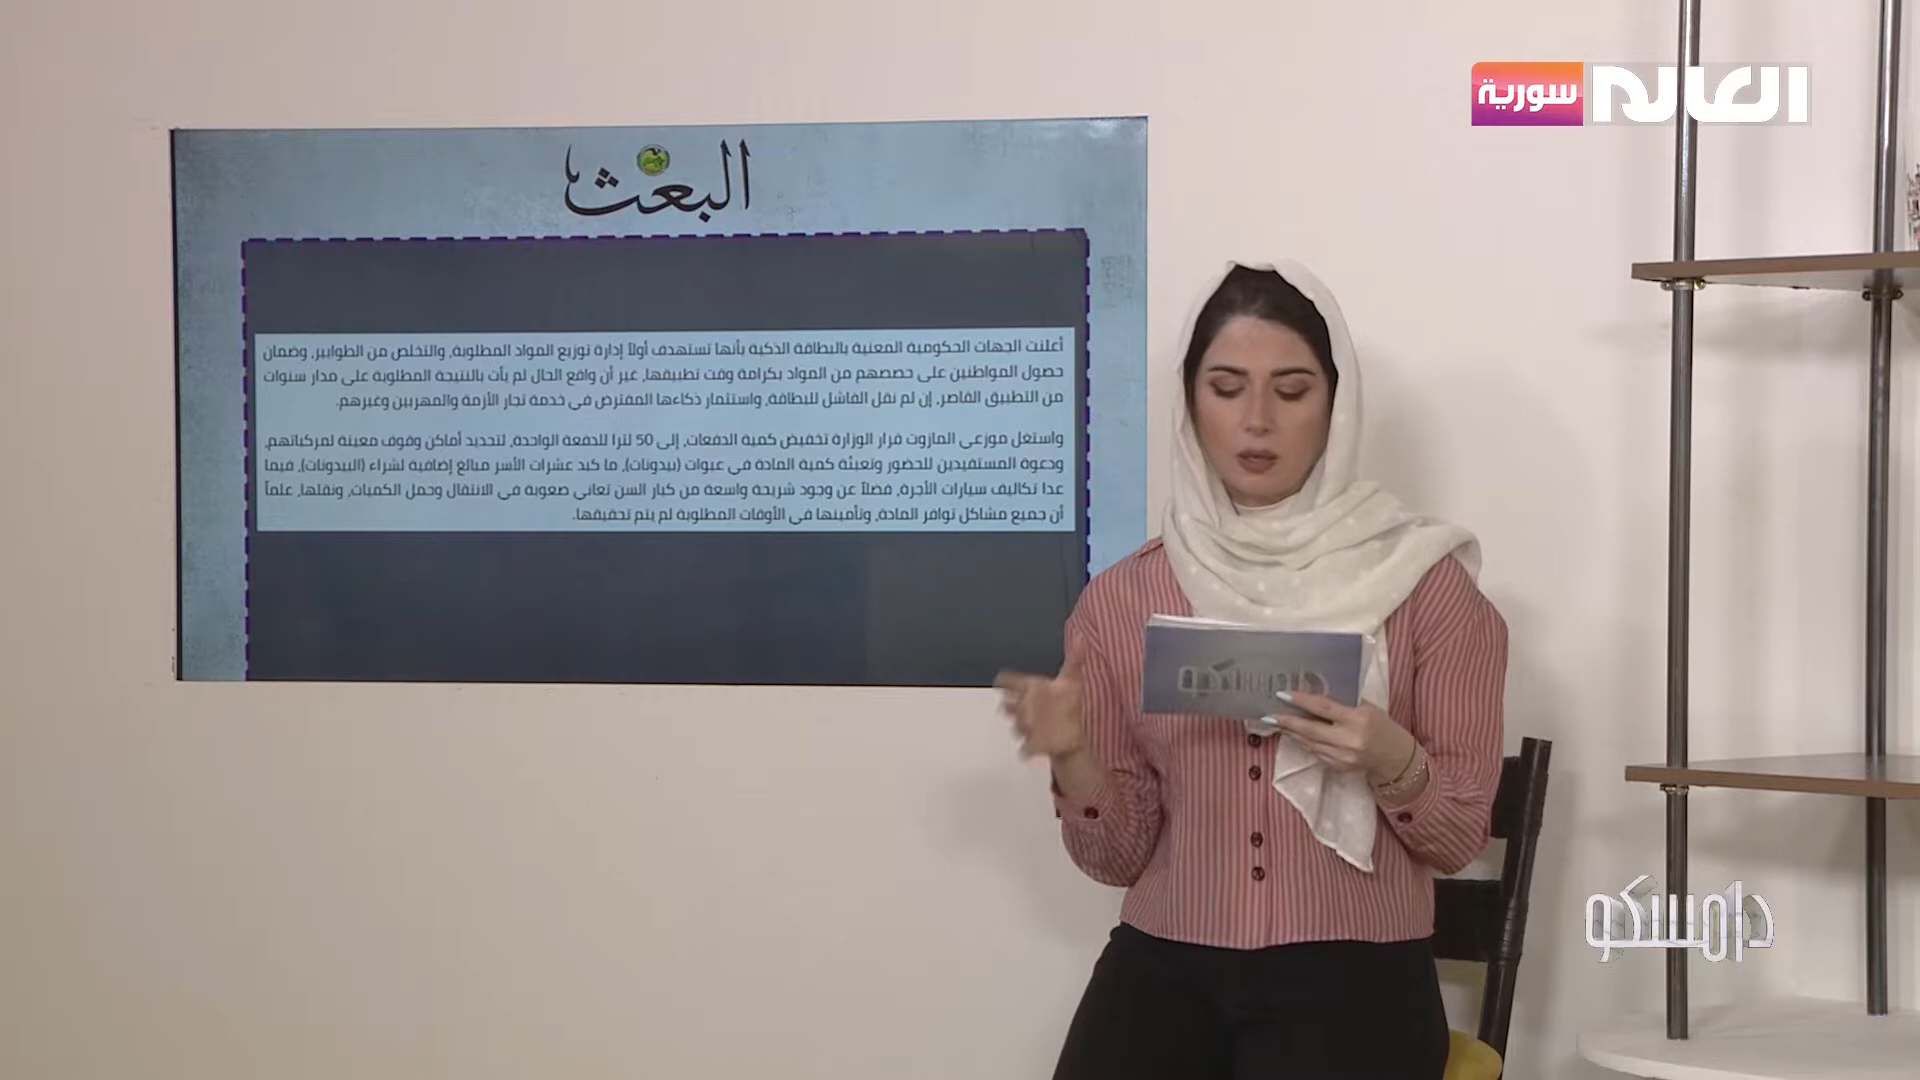 العالم سورية
البعث
أعلنت الجهات الحكومية المعنية بالبطاقة الذكية بأنها تستهدف أولاً إدارة توزيع المواد المطلوبة، والتخلص من الطوابير، وضمان
حصول المواطنين على حصصهم من المواد بكرامة وقت تطبيقها، غير أن واقع الحال لم يأت بالنتيجة المطلوبة على مدار سنوات
من التطبيق القاصر، إن لم نقل الفاشل للبطاقة، واستثمار ذكاءها المفترض في خدمة تجار الأزمة والمهربين وغيرهم.
واستغل موزعي المازوت قرار الوزارة تخفيض كمية الدفعات، إلى 50 لترا للدفعة الواحدة، لتحديد أماكن وقوف معينة لمركباتهم،
ودعوة المستفيدين للحضور وتعبئة كمية المادة في عبوات (بيدونات)، ما كبد عشرات الأسر مبالغ إضافية لشراء (البيدونات)، فيما
عدا تكاليف سيارات الأجرة، فضلاً عن وجود شريحة واسعة من كبار السن تعاني صعوبة في الانتقال وحمل الكميات، ونقلها، علماً
أن جميع مشاكل توافر المادة، وتأمينها في الأوقات المطلوبة لم يتم تحقيقها.
دامسكو
دامسكو